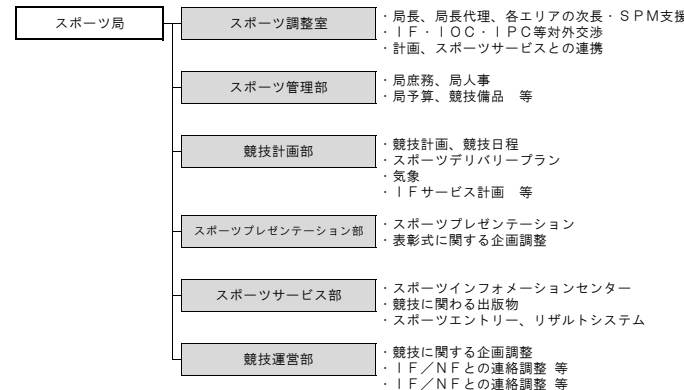 スポーツ局
スポーツ調整室
・局長、局長代理、各エリアの次長・ＳＰＭ支援
・ＩＦ・ＩＯＣ・ＩＰＣ等対外交渉
・計画、スポーツサービスとの連携
スポーツ管理部
・局庶務、局人事
・局予算、競技備品　等
競技計画部
・競技計画、競技日程
・スポーツデリバリープラン
・気象
・ＩＦサービス計画　等
スポーツプレゼンテーション部
・スポーツプレゼンテーション
・表彰式に関する企画調整
スポーツサービス部
・スポーツインフォメーションセンター
・競技に関わる出版物
・スポーツエントリー、リザルトシステム
競技運営部
・競技に関する企画調整
・ＩＦ／ＮＦとの連絡調整 等
・ＩＦ／ＮＦとの連絡調整 等